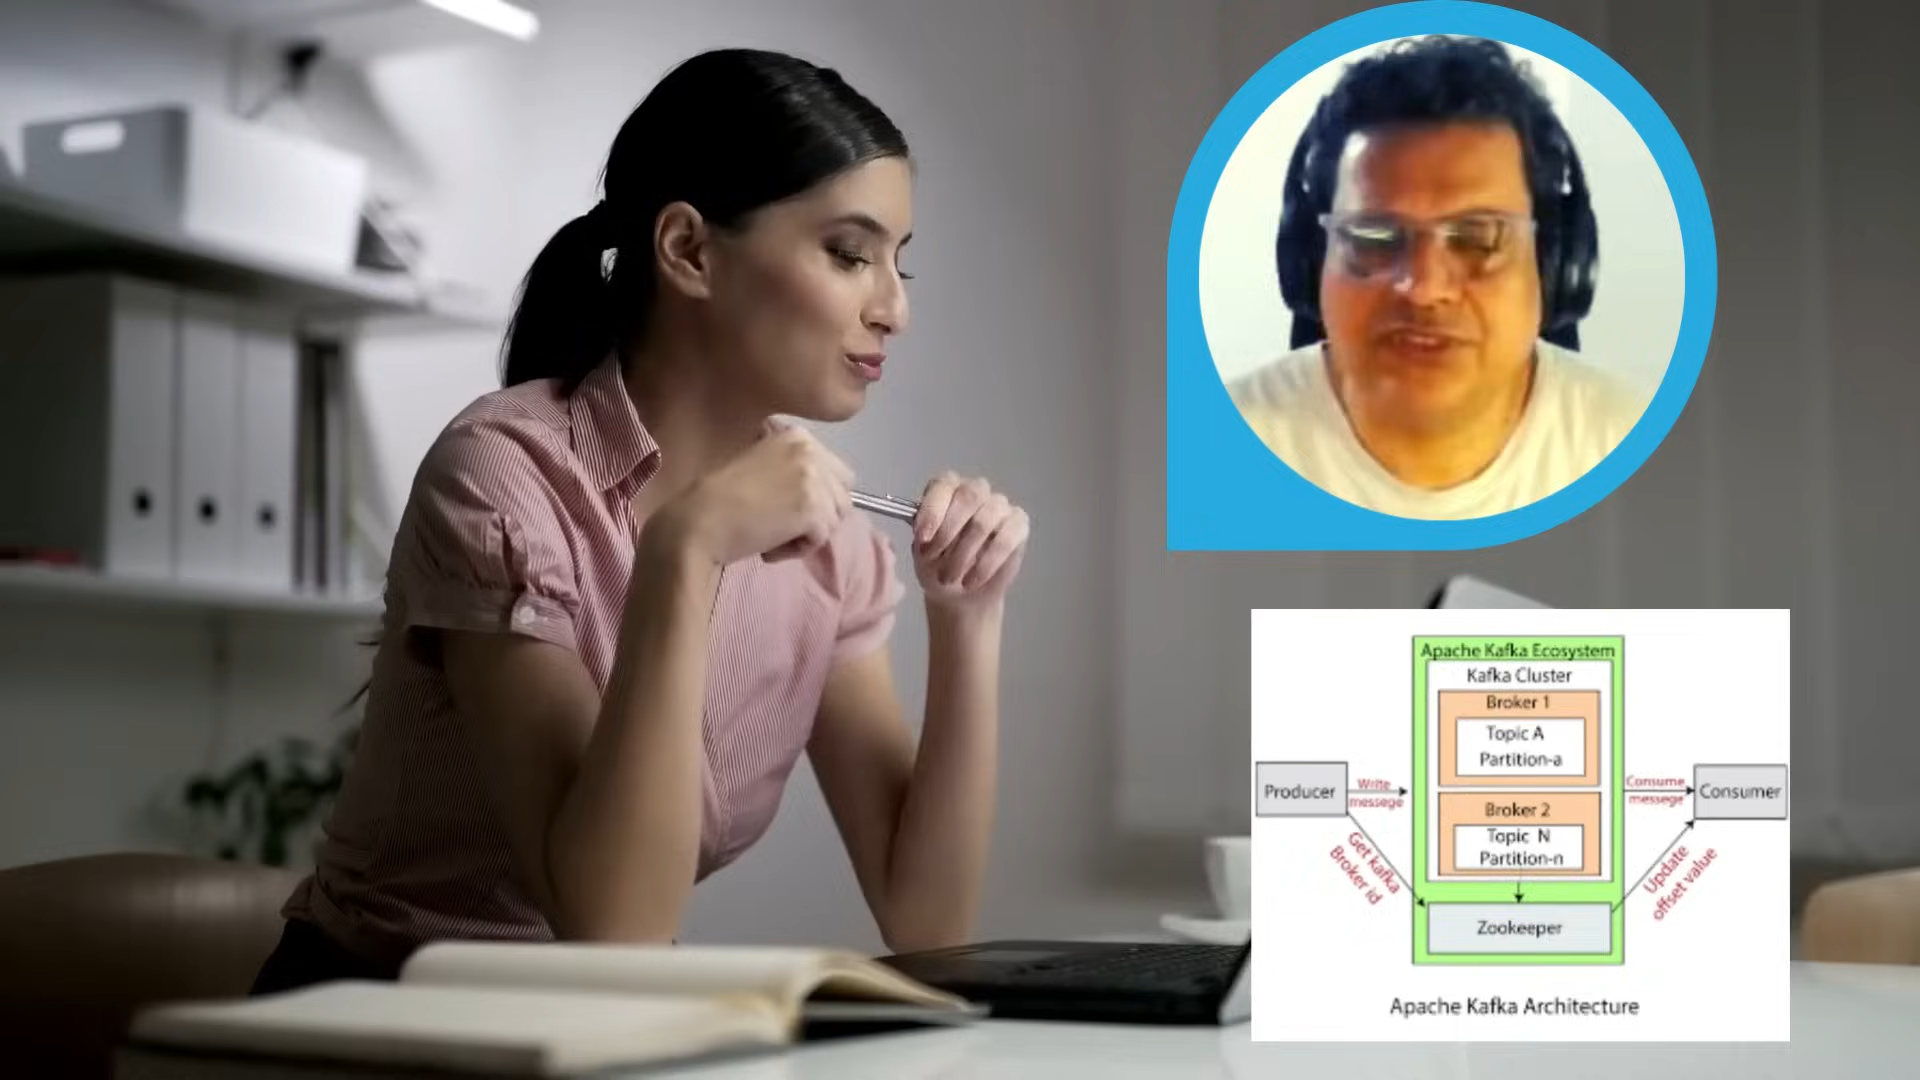 Apache Kafka Ecosystem
Kafka Cluster
Broker 1
Topic A
Partition-a
Producer
Write
messege
Consume
messege
Consumer
Broker 2
Topic N
Partition-n
Get kafka
Broker id
Update
offset value
Zookeeper
Apache Kafka Architecture